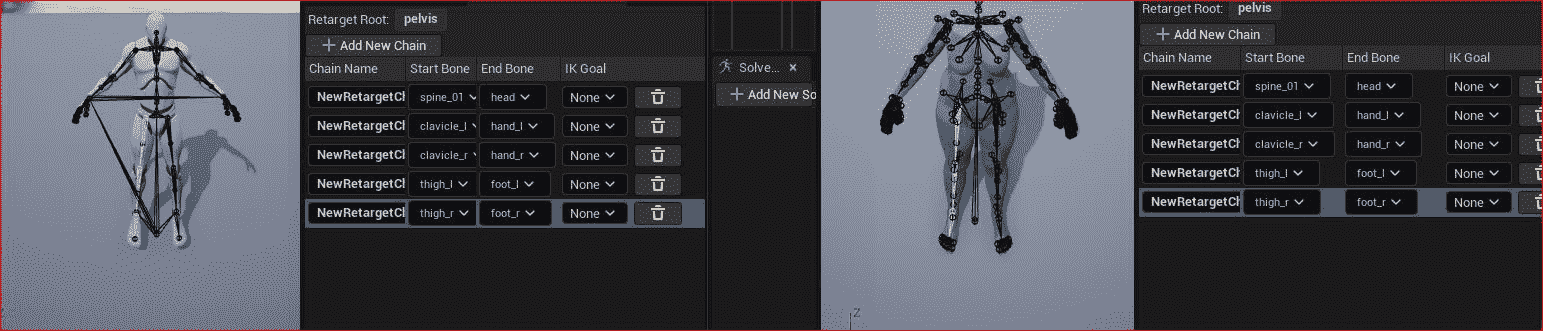 Retarget Root: pelvis
Add New Chain
Chain Name Start Bone End Bone IK Goal
NewRetargetCh spine_01 head None
NewRetargetCh clavicle_l hand_l None
NewRetargetCh clavicle_r hand_r None
NewRetargetCh thigh_l foot_l None
NewRetargetCh thigh_r foot_r None
Solve...
Add New So
Z
Retarget Root: pelvis
Add New Chain
Chain Name Start Bone End Bone IK Goal
NewRetargetCh spine_01 head None
NewRetargetCh clavicle_l hand_l None
NewRetargetCh clavicle_r hand_r None
NewRetargetCh thigh_l foot_l None
NewRetargetCh thigh_r foot_r None